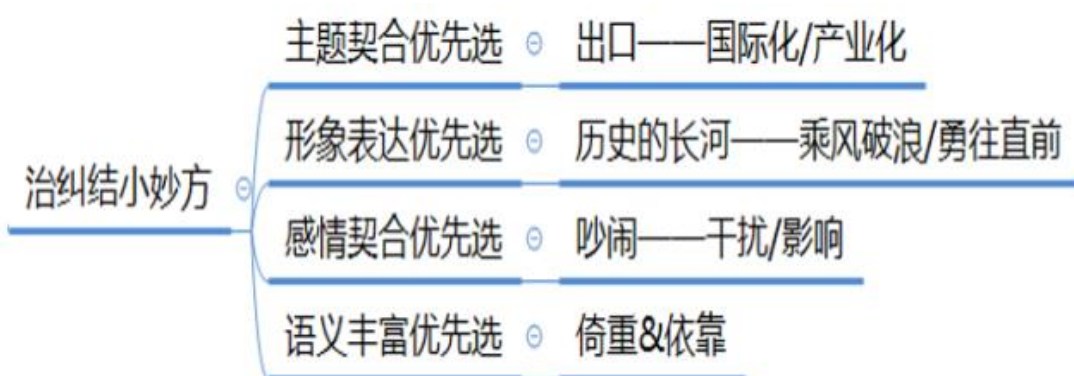 治纠结小妙方
主题契合优先选
出口——国际化/产业化
形象表达优先选
历史的长河——乘风破浪/勇往直前
感情契合优先选
吵闹——干扰/影响
语义丰富优先选
倚重&依靠